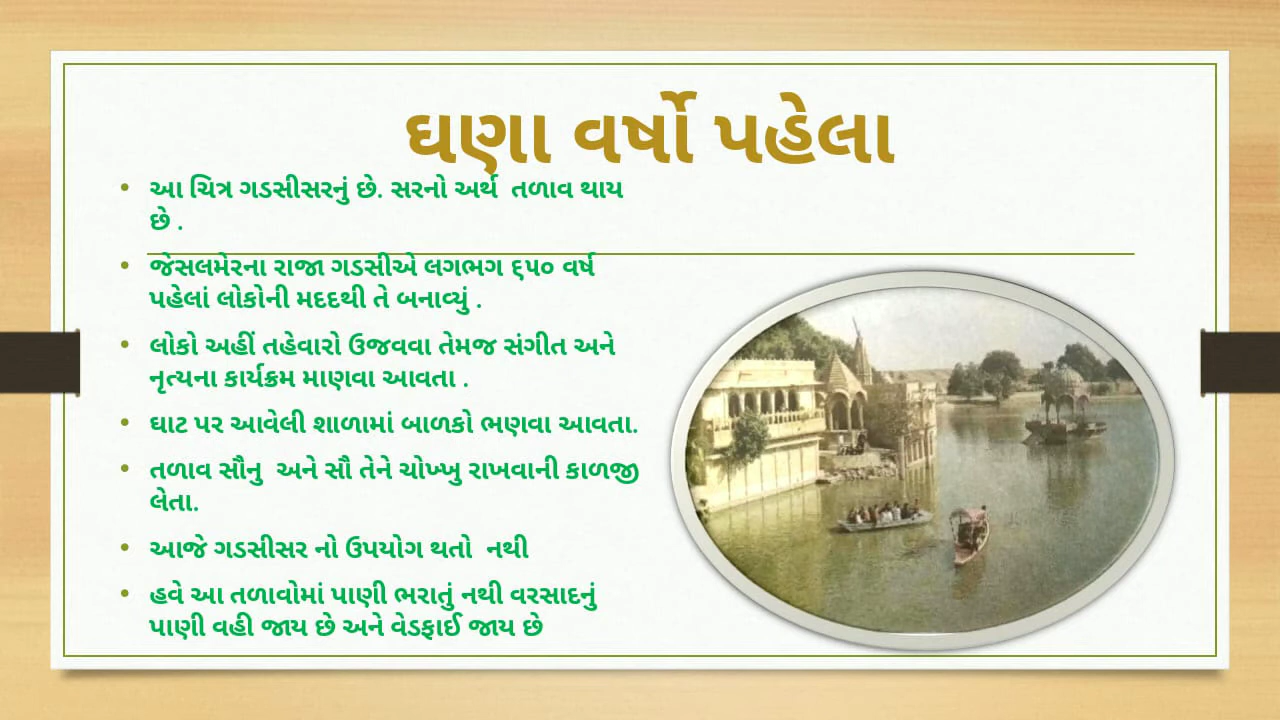 ઘણા વર્ષો પહેલા
• આ ચિત્ર ગડસીસરનું છે. સરનો અર્થ  તળાવ થાય
છે .
• જેસલમેરના રાજા ગડસીએ લગભગ ૬૫૦ વર્ષ
પહેલાં લોકોની મદદથી તે બનાવ્યું .
• લોકો અહીં તહેવારો ઉજવવા તેમજ સંગીત અને
નૃત્યના કાર્યક્રમ માણવા આવતા .
• ઘાટ પર આવેલી શાળામાં બાળકો ભણવા આવતા.
• તળાવ સૌનુ  અને સૌ તેને ચોખ્ખુ રાખવાની કાળજી
લેતા.
• આજે ગડસીસર નો ઉપયોગ થતો  નથી
• હવે આ તળાવોમાં પાણી ભરાતું નથી વરસાદનું
પાણી વહી જાય છે અને વેડફાઈ જાય છે